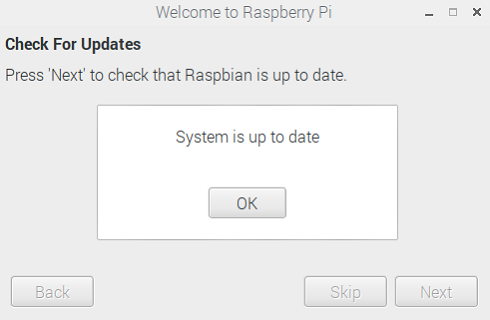 Welcome to Raspberry Pi
Check For Updates
Press 'Next' to check that Raspbian is up to date.
System is up to date
OK
Back Skip Next